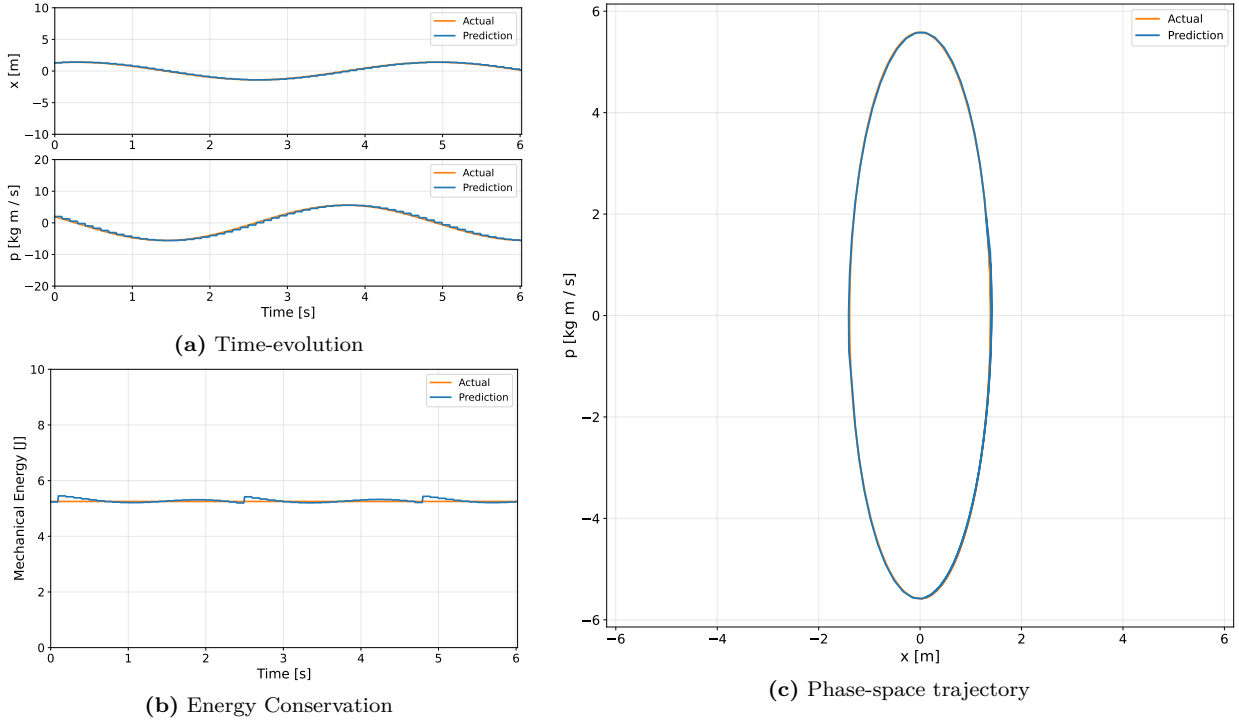 10
5
0
−5
−10
x [m]
Actual
Prediction
0 1 2 3 4 5 6
20
10
0
−10
−20
p [kg m / s]
Actual
Prediction
0 1 2 3 4 5 6
Time [s]
(a) Time-evolution
10
8
6
4
2
0
Mechanical Energy [J]
Actual
Prediction
0 1 2 3 4 5 6
Time [s]
(b) Energy Conservation
6
4
2
0
−2
−4
−6
p [kg m / s]
Actual
Prediction
−6 −4 −2 0 2 4 6
x [m]
(c) Phase-space trajectory